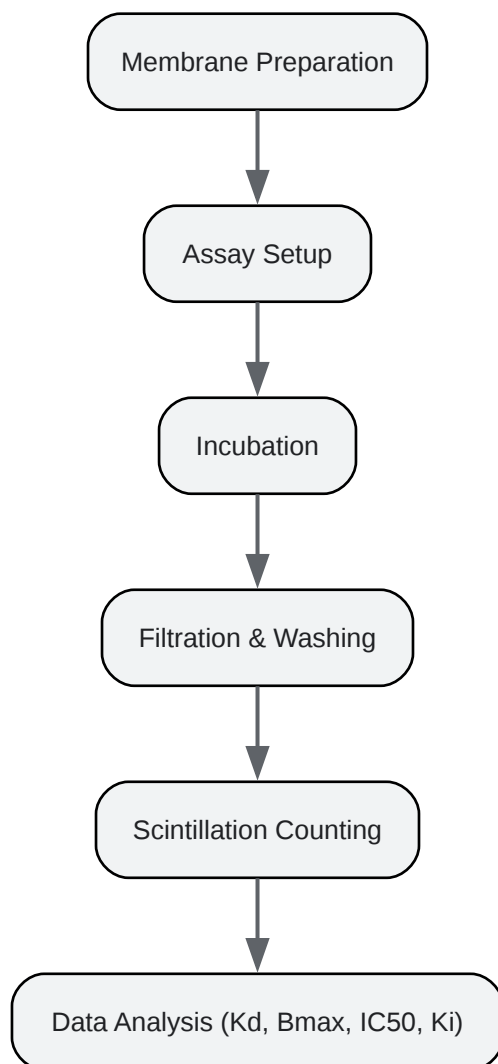 Membrane Preparation
Assay Setup
Incubation
Filtration & Washing
Scintillation Counting
Data Analysis (Kd, Bmax, IC50, Ki)